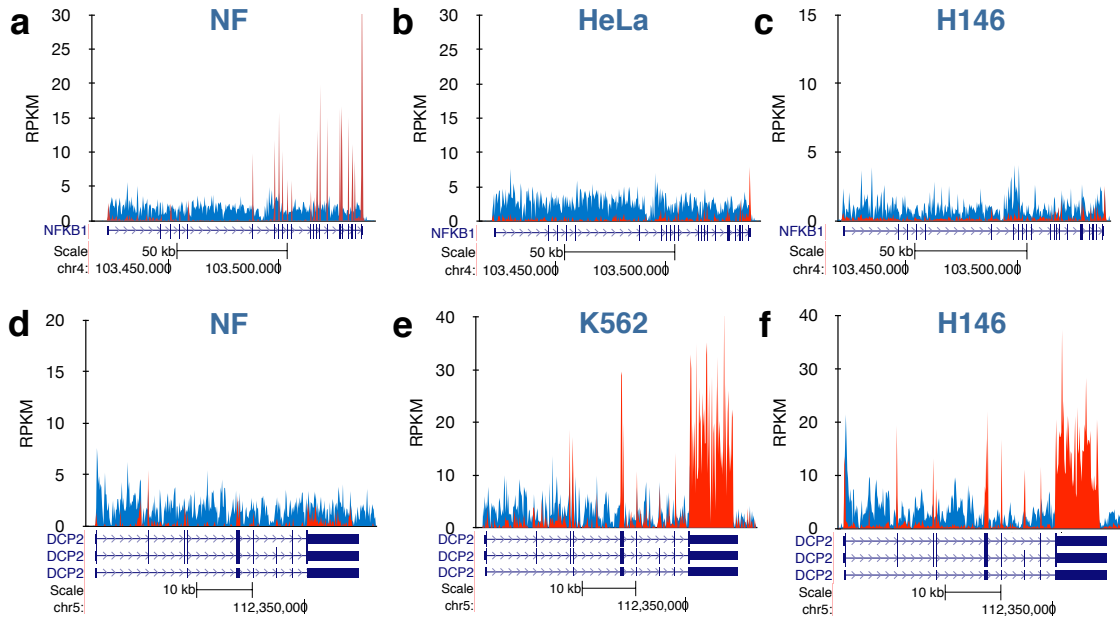 a NF
30
25
20
15
10
5
0
RPKM
NFKB1
Scale 50 kb
chr4: 103,450,000 103,500,000
b HeLa
30
25
20
15
10
5
0
RPKM
NFKB1
Scale 50 kb
chr4: 103,450,000 103,500,000
c H146
15
10
5
0
RPKM
NFKB1
Scale 50 kb
chr4: 103,450,000 103,500,000
d NF
20
15
10
5
0
RPKM
DCP2
DCP2
DCP2
Scale 10 kb
chr5: 112,350,000
e K562
40
30
20
10
0
RPKM
DCP2
DCP2
DCP2
Scale 10 kb
chr5: 112,350,000
f H146
40
30
20
10
0
RPKM
DCP2
DCP2
DCP2
Scale 10 kb
chr5: 112,350,000